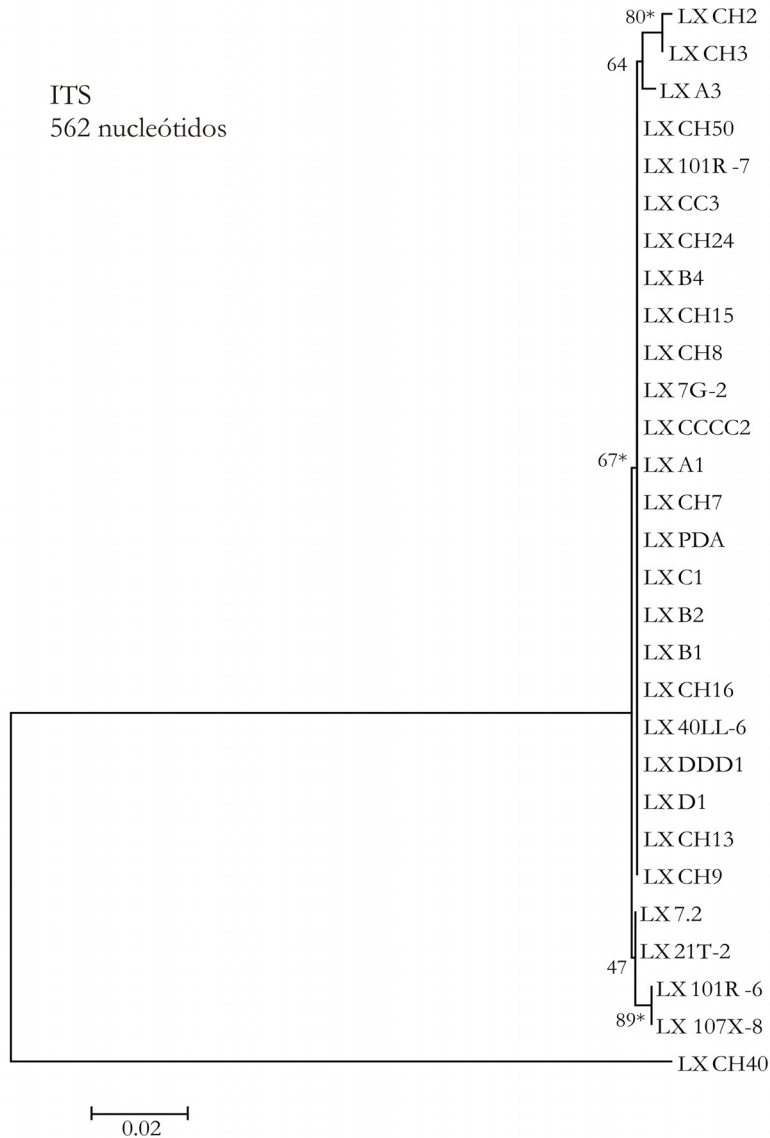 ITS
562 nucleótidos
80*
LX CH2
LX CH3
64
LX A3
LX CH50
LX 101R -7
LX CC3
LX CH24
LX B4
LX CH15
LX CH8
LX 7G-2
LX CCCC2
67*
LX A1
LX CH7
LX PDA
LX C1
LX B2
LX B1
LX CH16
LX 40LL-6
LX DDD1
LX D1
LX CH13
LX CH9
LX 7.2
LX 21T-2
47
LX 101R -6
89*
LX 107X-8
LX CH40
0.02